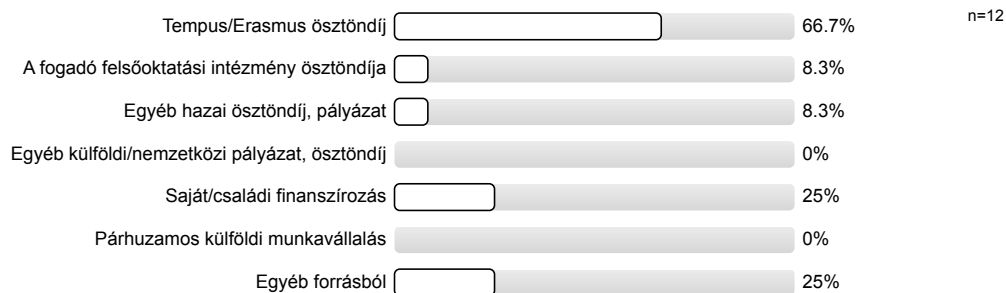 Tempus/Erasmus ösztöndíj 66.7% n=12
A fogadó felsőoktatási intézmény ösztöndíja 8.3%
Egyéb hazai ösztöndíj, pályázat 8.3%
Egyéb külföldi/nemzetközi pályázat, ösztöndíj 0%
Saját/családi finanszírozás 25%
Párhuzamos külföldi munkavállalás 0%
Egyéb forrásból 25%